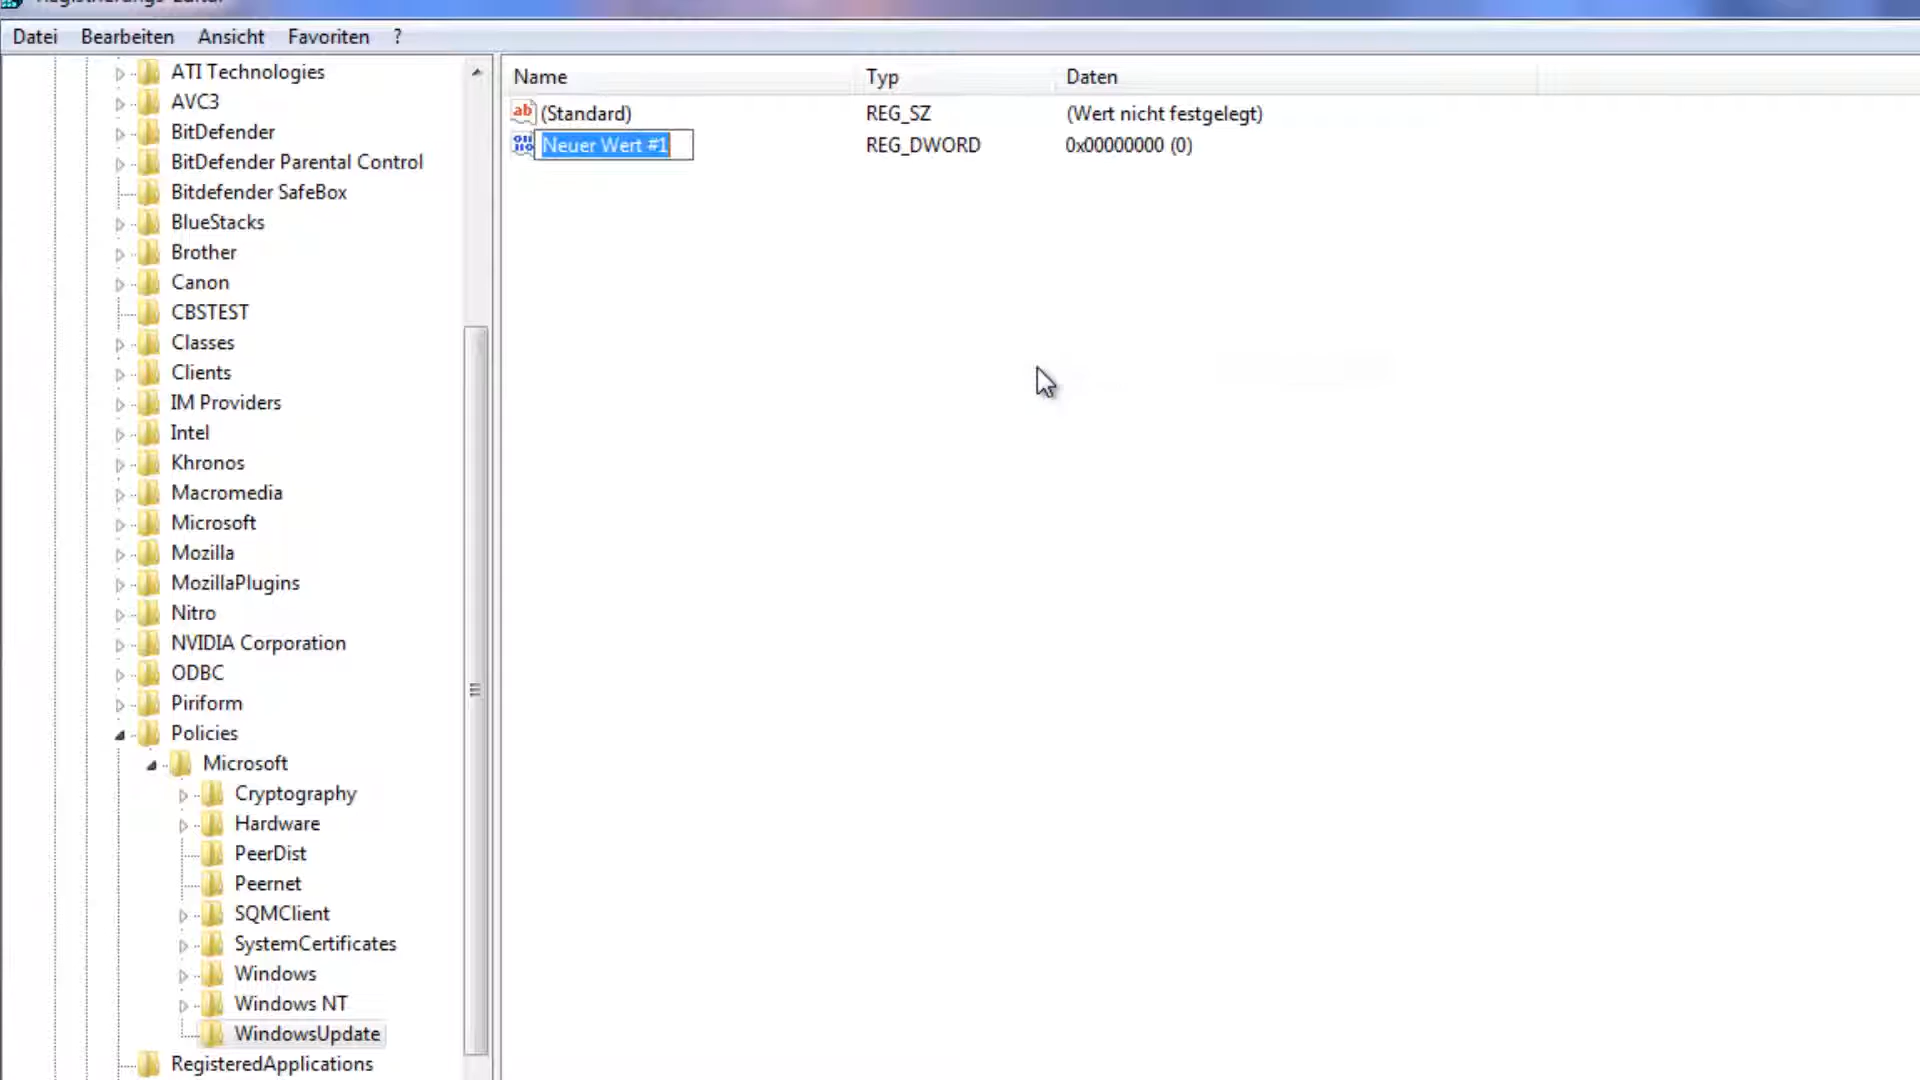 Datei Bearbeiten Ansicht Favoriten ?
Name Typ Daten
(Standard) REG_SZ (Wert nicht festgelegt)
Neuer Wert #1 REG_DWORD 0x00000000 (0)
ATI Technologies
AVC3
BitDefender
BitDefender Parental Control
Bitdefender SafeBox
BlueStacks
Brother
Canon
CBSTEST
Classes
Clients
IM Providers
Intel
Khronos
Macromedia
Microsoft
Mozilla
MozillaPlugins
Nitro
NVIDIA Corporation
ODBC
Piriform
Policies
Microsoft
Cryptography
Hardware
PeerDist
Peernet
SQMClient
SystemCertificates
Windows
Windows NT
WindowsUpdate
RegisteredApplications